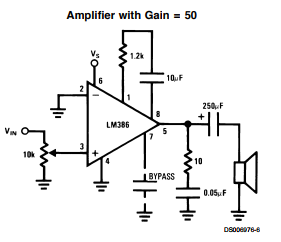 Amplifier with Gain = 50
VS
1.2k
10µF
6
2
1
8
250µF
LM386
+
VIN
10k
3
+
7
5
4
10
BYPASS
0.05µF
DS006976-6